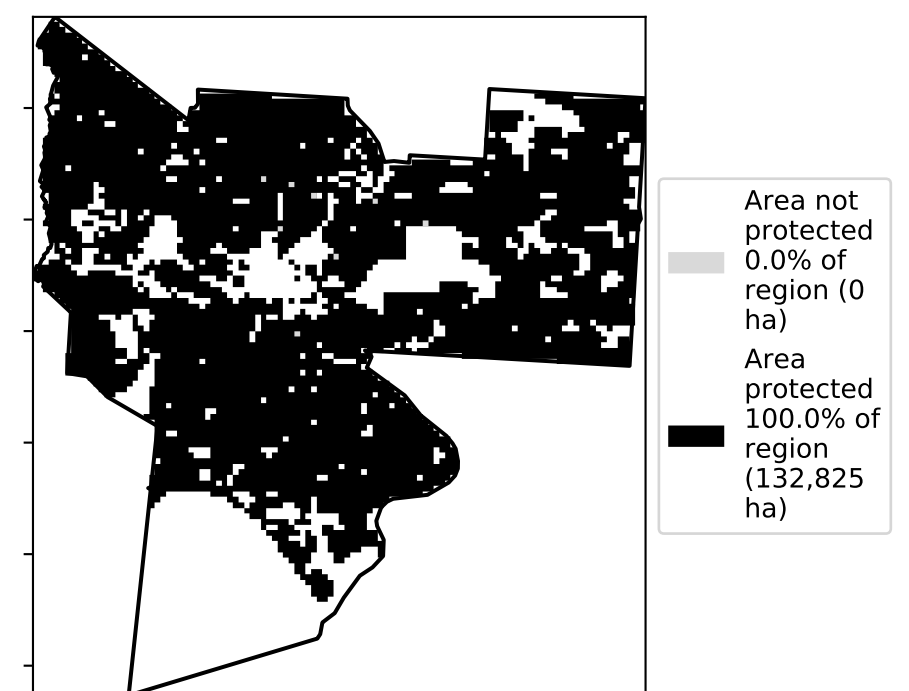 Area not
protected
0.0% of
region (0
ha)
Area
protected
100.0% of
region
(132,825
ha)